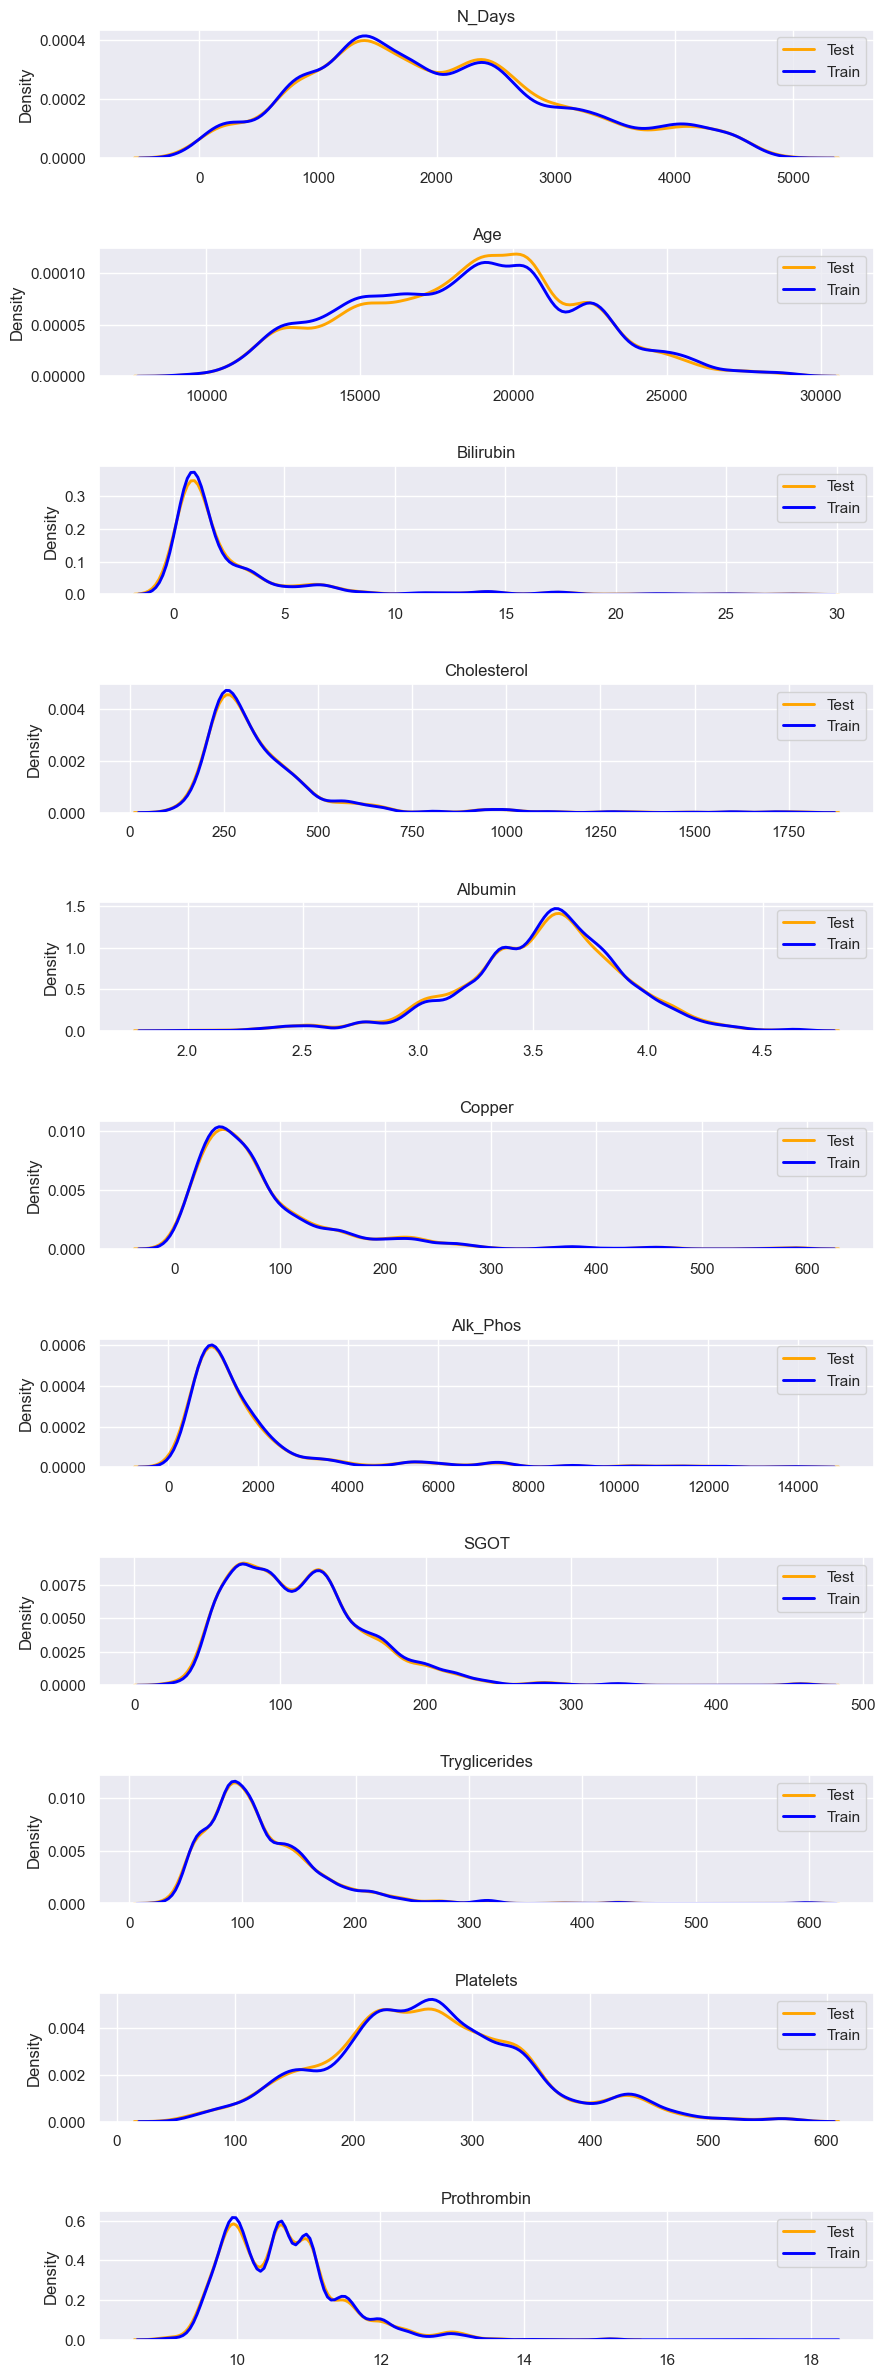 N_Days
Density
0.0004
0.0002
0.0000
Test
Train
0 1000 2000 3000 4000 5000
Age
Density
0.00010
0.00005
0.00000
Test
Train
10000 15000 20000 25000 30000
Bilirubin
Density
0.3
0.2
0.1
0.0
Test
Train
0 5 10 15 20 25 30
Cholesterol
Density
0.004
0.002
0.000
Test
Train
0 250 500 750 1000 1250 1500 1750
Albumin
Density
1.5
1.0
0.5
0.0
Test
Train
2.0 2.5 3.0 3.5 4.0 4.5
Copper
Density
0.010
0.005
0.000
Test
Train
0 100 200 300 400 500 600
Alk_Phos
Density
0.0006
0.0004
0.0002
0.0000
Test
Train
0 2000 4000 6000 8000 10000 12000 14000
SGOT
Density
0.0075
0.0050
0.0025
0.0000
Test
Train
0 100 200 300 400 500
Tryglicerides
Density
0.010
0.005
0.000
Test
Train
0 100 200 300 400 500 600
Platelets
Density
0.004
0.002
0.000
Test
Train
0 100 200 300 400 500 600
Prothrombin
Density
0.6
0.4
0.2
0.0
Test
Train
10 12 14 16 18